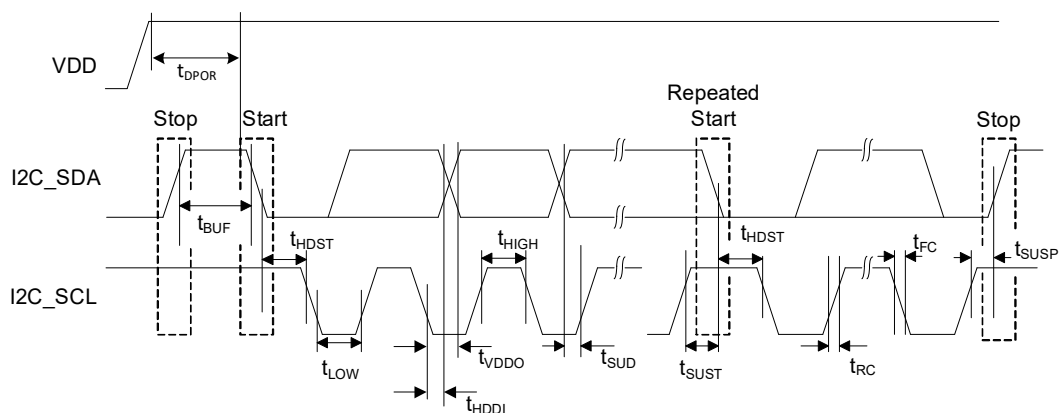 VDD
tDPOR
Stop
Start
Repeated
Start
Stop
I2C_SDA
tBUF
tHDST
tHIGH
tHDST
tFC
tSUSP
I2C_SCL
tLOW
tVDDO
tSUD
tSUST
tRC
tHDDI